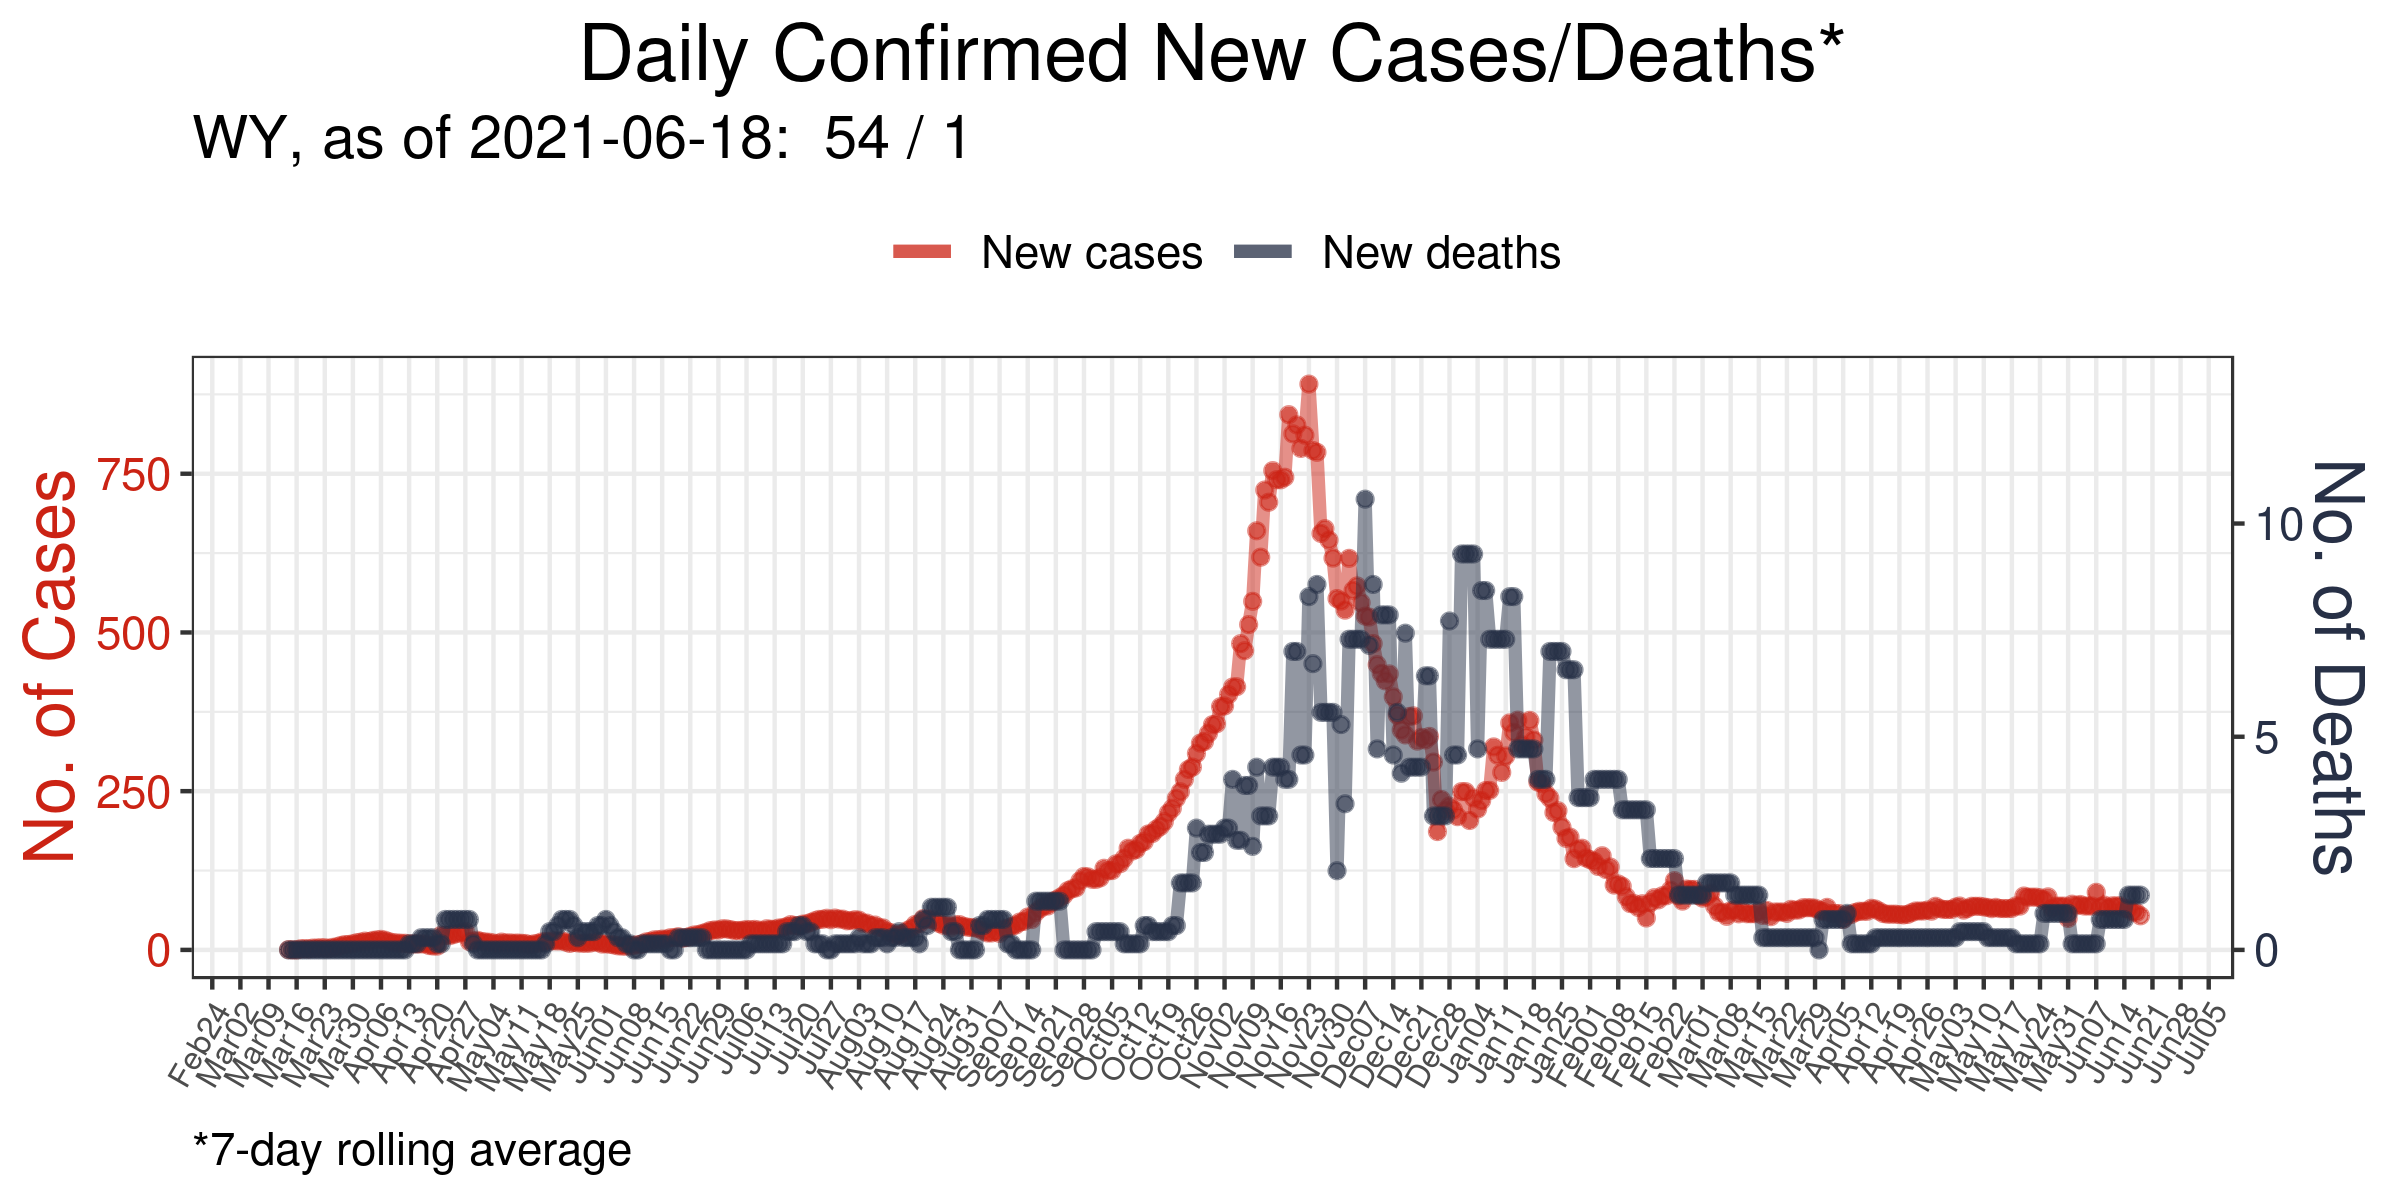 Daily Confirmed New Cases/Deaths*
WY, as of 2021-06-18:  54 / 1
New cases
New deaths
No. of Cases
750
500
250
0
10
5
0
No. of Deaths
Feb24
Mar02
Mar09
Mar16
Mar23
Mar30
Apr06
Apr13
Apr20
Apr27
May04
May11
May18
May25
Jun01
Jun08
Jun15
Jun22
Jun29
Jul06
Jul13
Jul20
Jul27
Aug03
Aug10
Aug17
Aug24
Aug31
Sep07
Sep14
Sep21
Sep28
Oct05
Oct12
Oct19
Oct26
Nov02
Nov09
Nov16
Nov23
Nov30
Dec07
Dec14
Dec21
Dec28
Jan04
Jan11
Jan18
Jan25
Feb01
Feb08
Feb15
Feb22
Mar01
Mar08
Mar15
Mar22
Mar29
Apr05
Apr12
Apr19
Apr26
May03
May10
May17
May24
May31
Jun07
Jun14
Jun21
Jun28
Jul05
*7-day rolling average